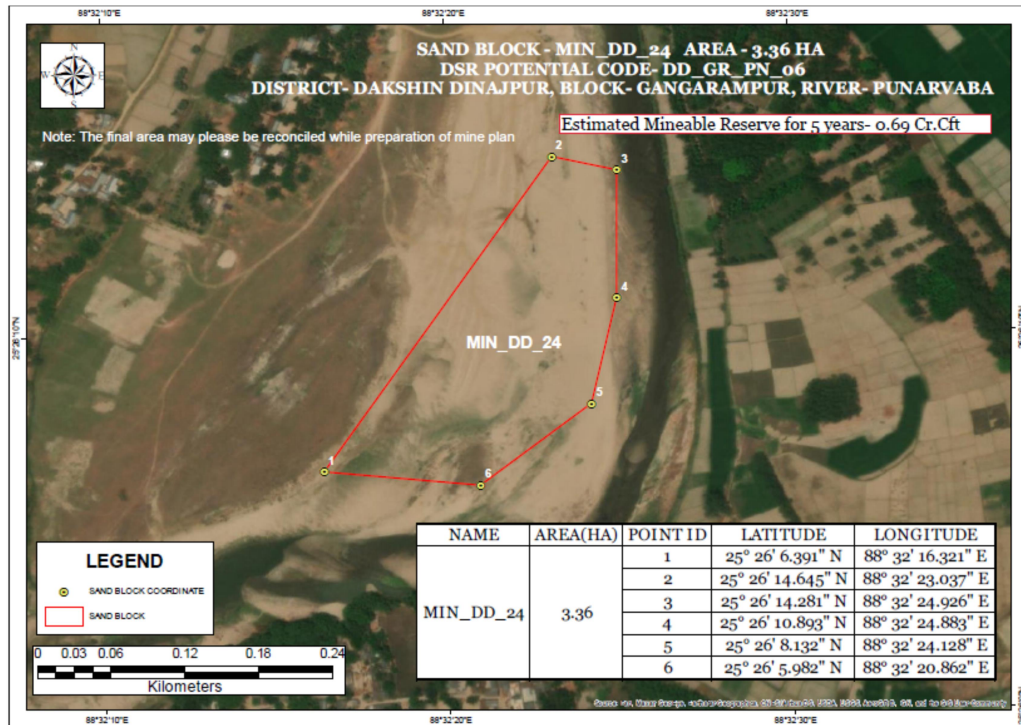 88°32'10"E 88°32'20"E 88°32'30"E
N
W E
S
SAND BLOCK - MIN_DD_24 AREA - 3.36 HA
DSR POTENTIAL CODE- DD_GR_PN_06
DISTRICT- DAKSHIN DINAJPUR, BLOCK- GANGARAMPUR, RIVER- PUNARVABA
Estimated Mineable Reserve for 5 years- 0.69 Cr.Cft
Note: The final area may please be reconciled while preparation of mine plan
2
3
4
25°26'10"N
MIN_DD_24
5
1
6
NAME AREA(HA) POINT ID LATITUDE LONGITUDE
MIN_DD_24 3.36
1 25° 26' 6.391" N 88° 32' 16.321" E
2 25° 26' 14.645" N 88° 32' 23.037" E
3 25° 26' 14.281" N 88° 32' 24.926" E
4 25° 26' 10.893" N 88° 32' 24.883" E
5 25° 26' 8.132" N 88° 32' 24.128" E
6 25° 26' 5.982" N 88° 32' 20.862" E
LEGEND
SAND BLOCK COORDINATE
SAND BLOCK
0 0.03 0.06 0.12 0.18 0.24
Kilometers
88°32'10"E 88°32'20"E 88°32'30"E